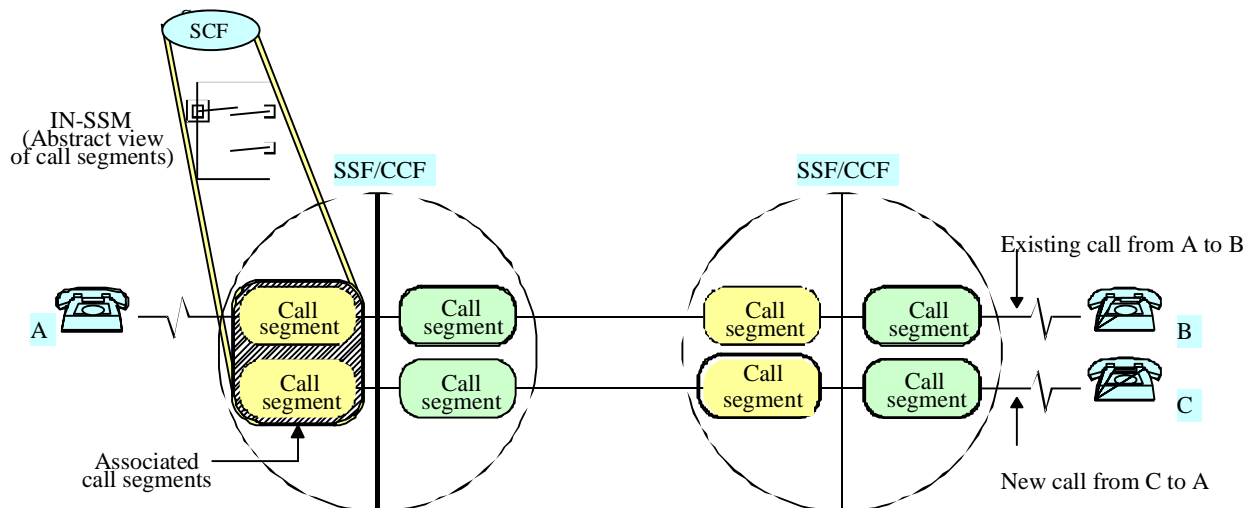 SCF
IN-SSM
(Abstract view
of call segments)
SSF/CCF
SSF/CCF
Existing call from A to B
Call
segment
Call
segment
Call
segment
Call
segment
A
B
Call
segment
Call
segment
Call
segment
Call
segment
C
Associated
call segments
New call from C to A